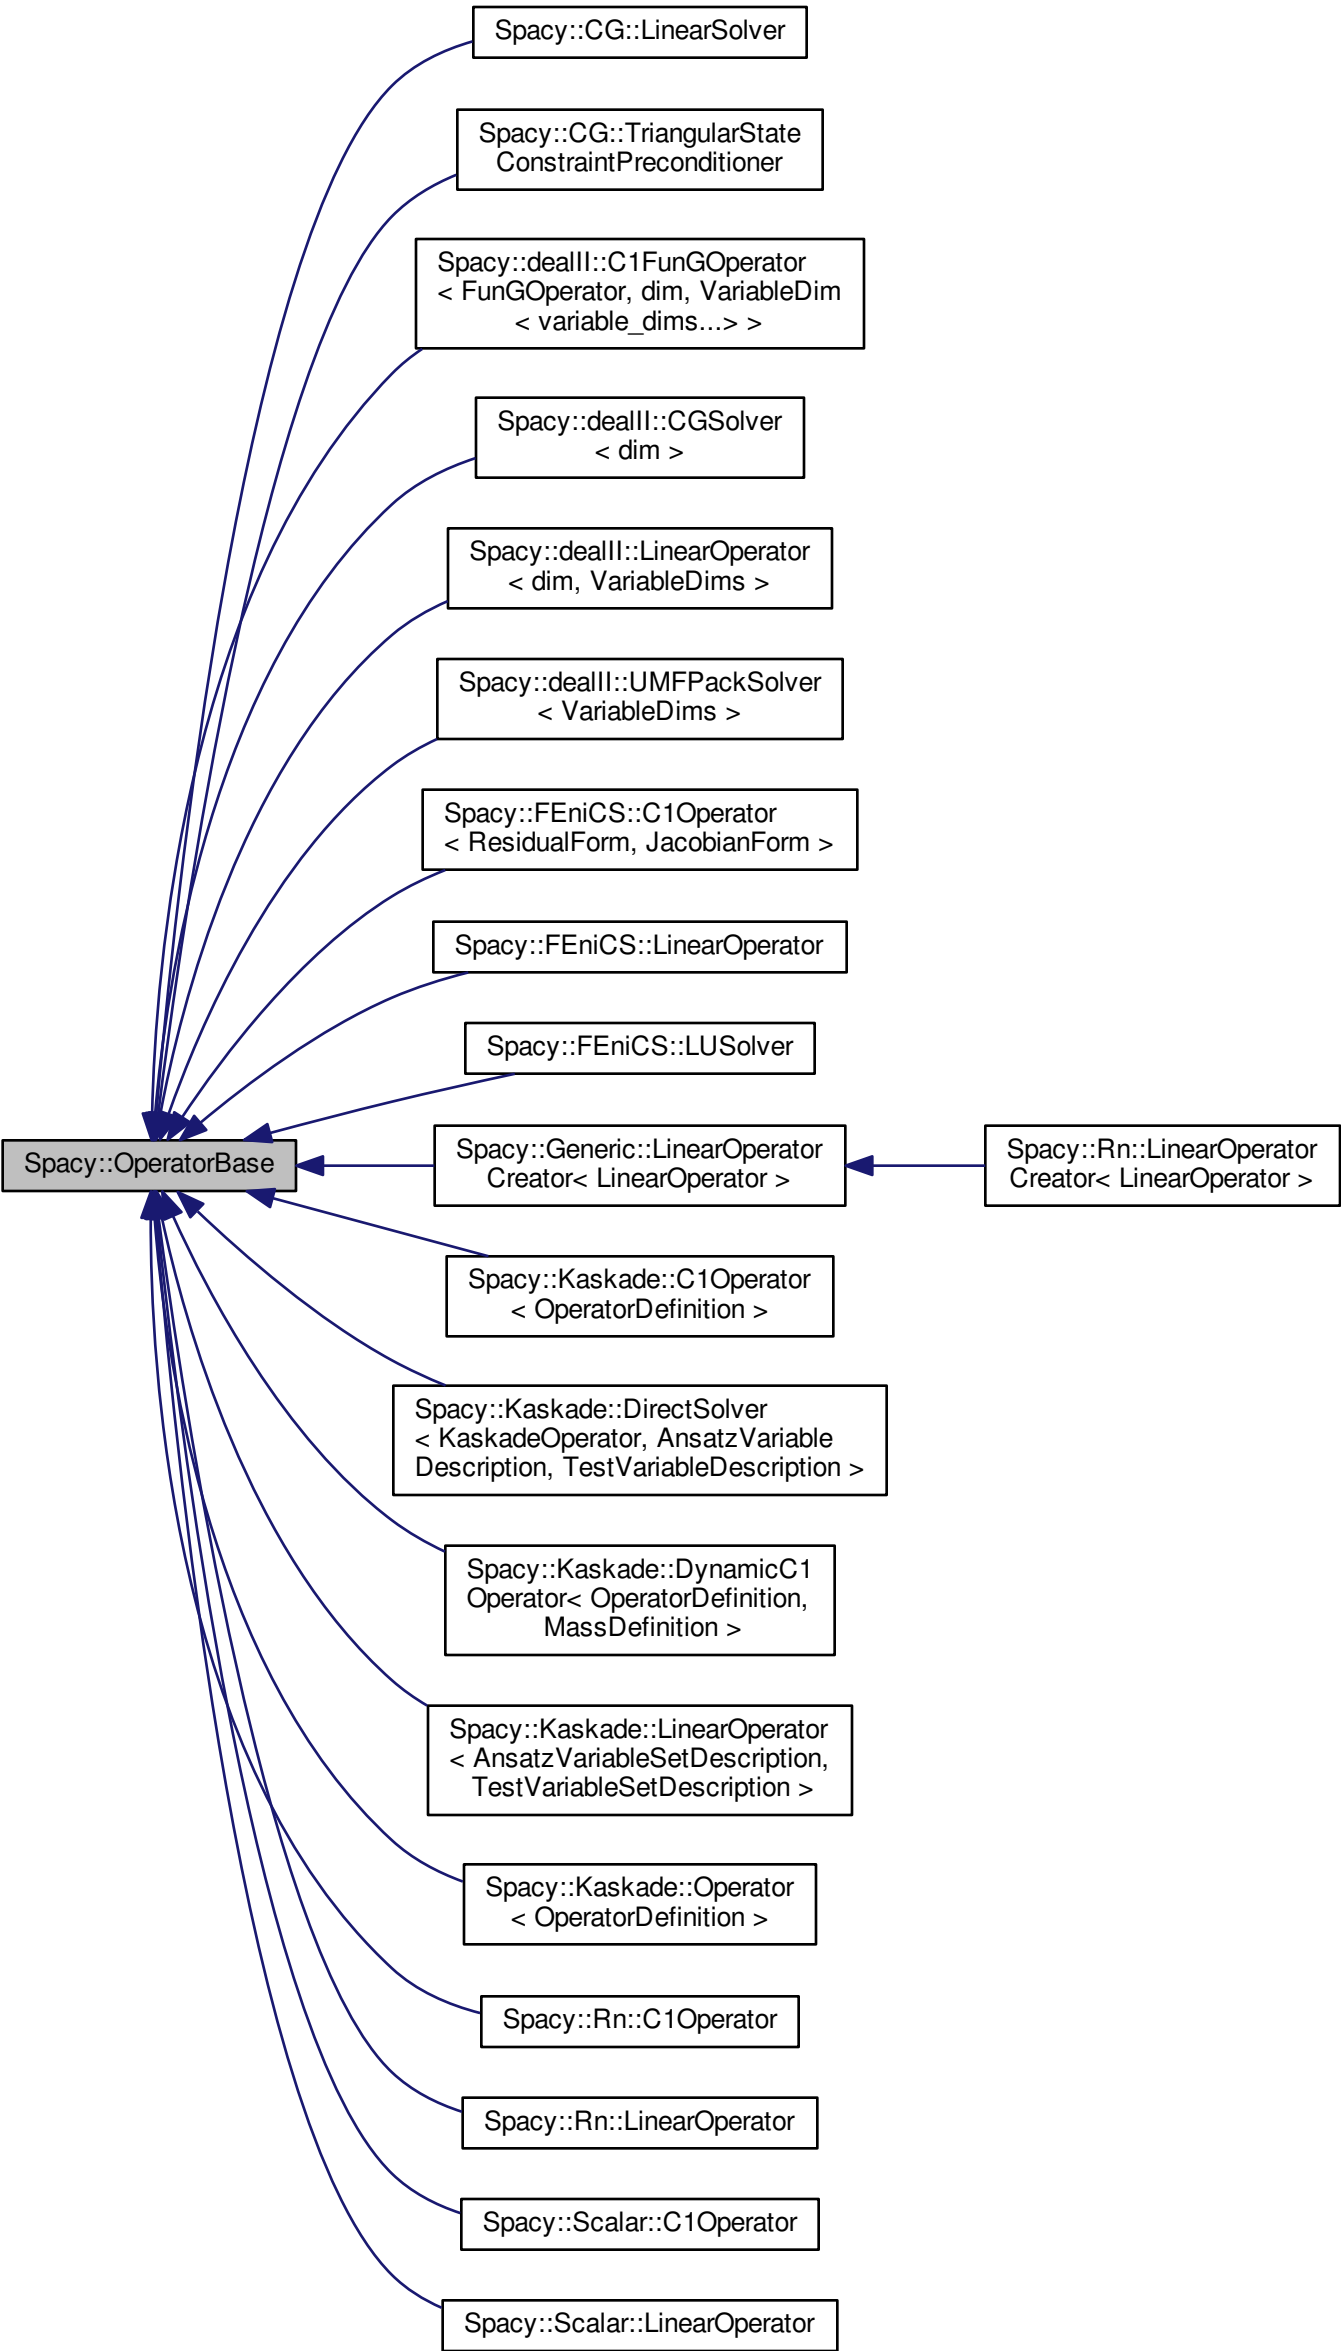 Spacy::CG::LinearSolver
Spacy::CG::TriangularState
ConstraintPreconditioner
Spacy::dealII::C1FunGOperator
< FunGOperator, dim, VariableDim
< variable_dims...> >
Spacy::dealII::CGSolver
< dim >
Spacy::dealII::LinearOperator
< dim, VariableDims >
Spacy::dealII::UMFPackSolver
< VariableDims >
Spacy::FEniCS::C1Operator
< ResidualForm, JacobianForm >
Spacy::FEniCS::LinearOperator
Spacy::FEniCS::LUSolver
Spacy::OperatorBase
Spacy::Generic::LinearOperator
Creator< LinearOperator >
Spacy::Rn::LinearOperator
Creator< LinearOperator >
Spacy::Kaskade::C1Operator
< OperatorDefinition >
Spacy::Kaskade::DirectSolver
< KaskadeOperator, AnsatzVariable
Description, TestVariableDescription >
Spacy::Kaskade::DynamicC1
Operator< OperatorDefinition,
MassDefinition >
Spacy::Kaskade::LinearOperator
< AnsatzVariableSetDescription,
TestVariableSetDescription >
Spacy::Kaskade::Operator
< OperatorDefinition >
Spacy::Rn::C1Operator
Spacy::Rn::LinearOperator
Spacy::Scalar::C1Operator
Spacy::Scalar::LinearOperator